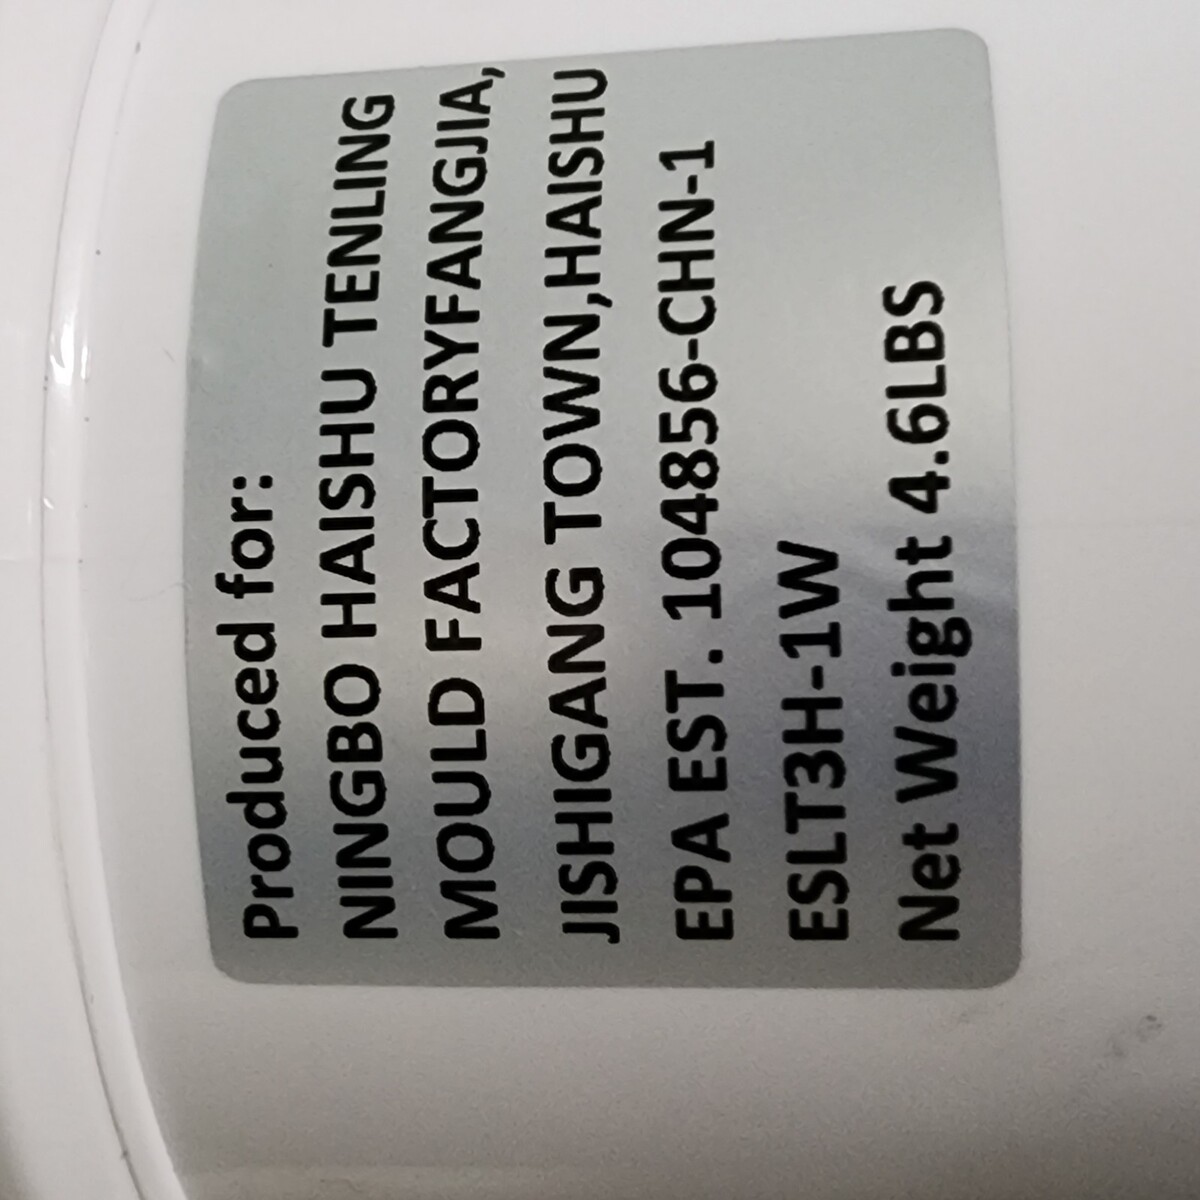 Produced for:
NINGBO HAISHU TENLING
MOULD FACTORYFANGJIA,
JISHIGANG TOWN,HAISHU
EPA EST. 104856-CHN-1
ESLT3H-1W
Net Weight 4.6LBS